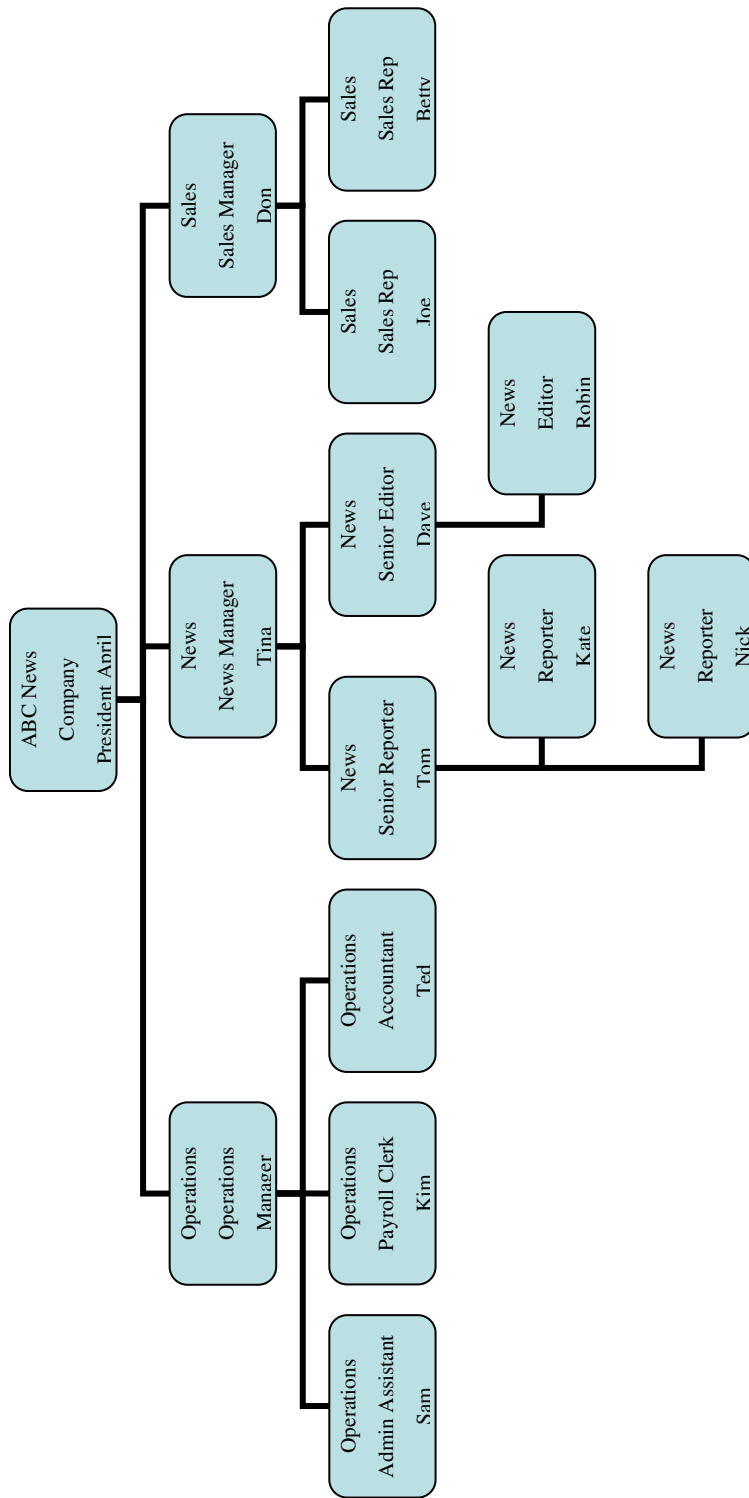 ABC News
Company
President April
Operations
Operations
Manager
News
News Manager
Tina
Sales
Sales Manager
Don
Operations
Admin Assistant
Sam
Operations
Payroll Clerk
Kim
Operations
Accountant
Ted
News
Senior Reporter
Tom
News
Senior Editor
Dave
Sales
Sales Rep
Joe
Sales
Sales Rep
Betty
News
Reporter
Kate
News
Editor
Robin
News
Reporter
Nick